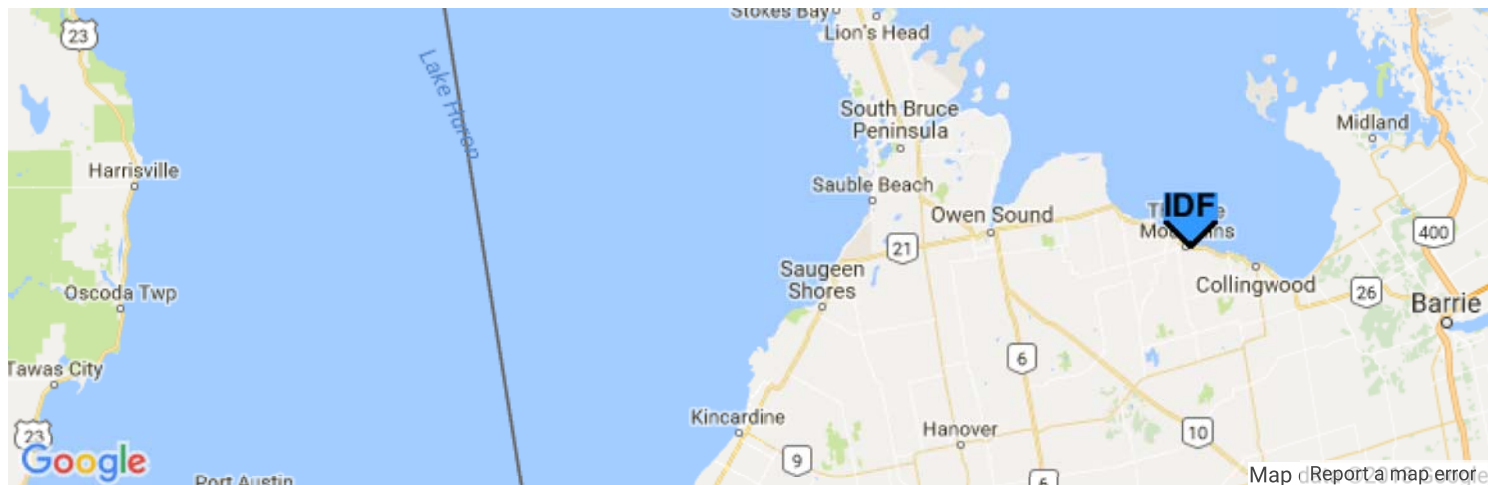 Stokes Bay
23
Lion's Head
Lake Huron
South Bruce
Peninsula
Midland
Harrisville
Sauble Beach
IDF
Owen Sound
400
21
Saugeen
Shores
Collingwood
26
Oscoda Twp
Barrie
6
Tawas City
Kincardine
Hanover
10
23
9
Google
Port Austin
6
Map
Report a map error